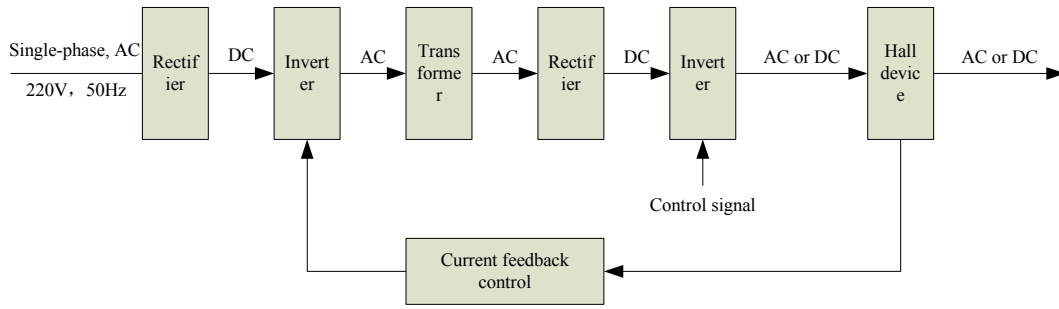 Single-phase, AC
220V，50Hz
Rectif
ier
DC
Invert
er
AC
Trans
forme
r
AC
Rectif
ier
DC
Invert
er
AC or DC
Hall
devic
e
AC or DC
Control signal
Current feedback
control